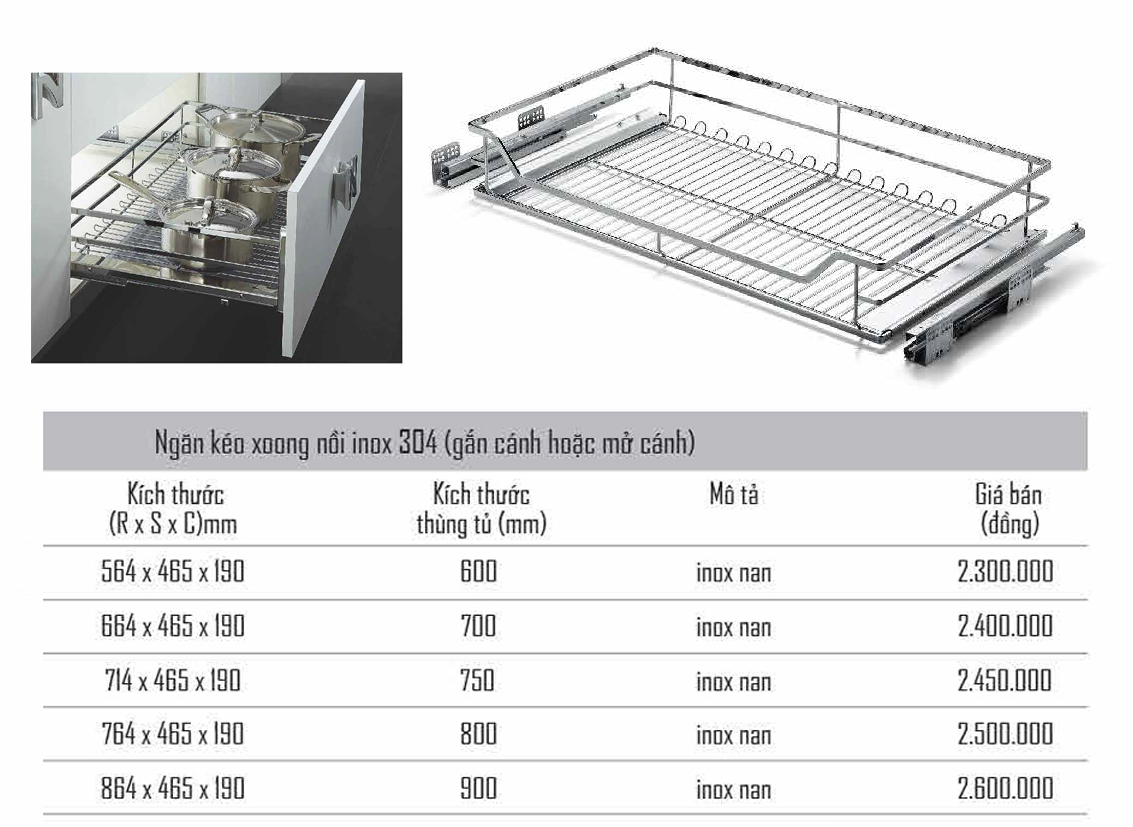 Ngăn kéo xoong nồi inox 304 (gắn cánh hoặc mở cánh)
Kích thước (R x S x C)mm Kích thước thùng tủ (mm) Mô tả Giá bán (đồng)
564 x 465 x 190 600 inox nan 2.300.000
664 x 465 x 190 700 inox nan 2.400.000
714 x 465 x 190 750 inox nan 2.450.000
764 x 465 x 190 800 inox nan 2.500.000
864 x 465 x 190 900 inox nan 2.600.000